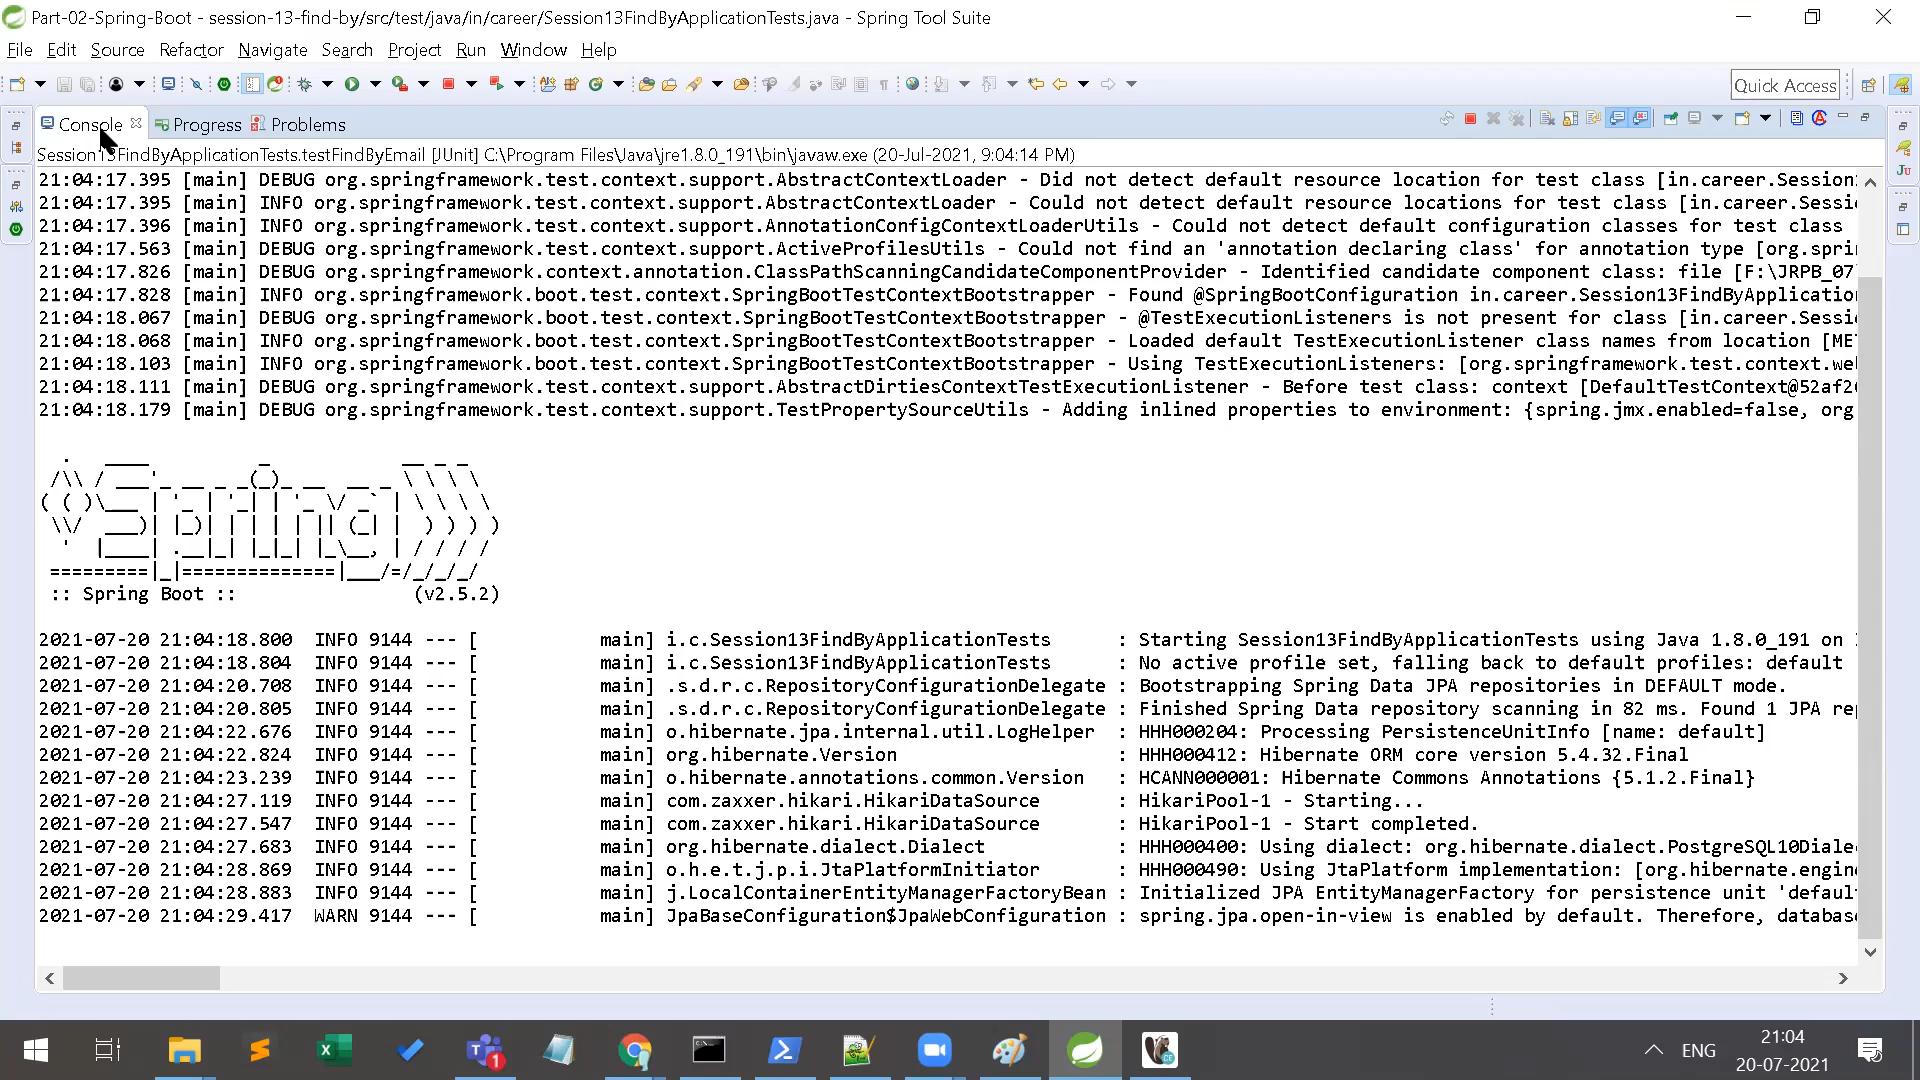 Part-02-Spring-Boot - session-13-find-by/src/test/java/in/career/Session13FindByApplicationTests.java - Spring Tool Suite
File Edit Source Refactor Navigate Search Project Run Window Help
Quick Access
Console Progress Problems
Session13FindByApplicationTests.testFindByEmail [JUnit] C:\Program Files\Java\jre1.8.0_191\bin\javaw.exe (20-Jul-2021, 9:04:14 PM)
21:04:17.395 [main] DEBUG org.springframework.test.context.support.AbstractContextLoader - Did not detect default resource location for test class [in.career.Session
21:04:17.395 [main] INFO org.springframework.test.context.support.AbstractContextLoader - Could not detect default resource locations for test class [in.career.Sessi
21:04:17.396 [main] INFO org.springframework.test.context.support.AnnotationConfigContextLoaderUtils - Could not detect default configuration classes for test class
21:04:17.563 [main] DEBUG org.springframework.test.context.support.ActiveProfilesUtils - Could not find an 'annotation declaring class' for annotation type [org.spri
21:04:17.826 [main] DEBUG org.springframework.context.annotation.ClassPathScanningCandidateComponentProvider - Identified candidate component class: file [F:\JRPB_07
21:04:17.828 [main] INFO org.springframework.boot.test.context.SpringBootTestContextBootstrapper - Found @SpringBootConfiguration in.career.Session13FindByApplicatio
21:04:18.067 [main] DEBUG org.springframework.boot.test.context.SpringBootTestContextBootstrapper - @TestExecutionListeners is not present for class [in.career.Sessi
21:04:18.068 [main] INFO org.springframework.boot.test.context.SpringBootTestContextBootstrapper - Loaded default TestExecutionListener class names from location [ME
21:04:18.103 [main] INFO org.springframework.boot.test.context.SpringBootTestContextBootstrapper - Using TestExecutionListeners: [org.springframework.test.context.we
21:04:18.111 [main] DEBUG org.springframework.test.context.support.AbstractDirtiesContextTestExecutionListener - Before test class: context [DefaultTestContext@52af2
21:04:18.179 [main] DEBUG org.springframework.test.context.support.TestPropertySourceUtils - Adding inlined properties to environment: {spring.jmx.enabled=false, org
Spring
:: Spring Boot :: (v2.5.2)
2021-07-20 21:04:18.800 INFO 9144 --- [ main] i.c.Session13FindByApplicationTests : Starting Session13FindByApplicationTests using Java 1.8.0_191 on
2021-07-20 21:04:18.804 INFO 9144 --- [ main] i.c.Session13FindByApplicationTests : No active profile set, falling back to default profiles: default
2021-07-20 21:04:20.708 INFO 9144 --- [ main] .s.d.r.c.RepositoryConfigurationDelegate : Bootstrapping Spring Data JPA repositories in DEFAULT mode.
2021-07-20 21:04:20.805 INFO 9144 --- [ main] .s.d.r.c.RepositoryConfigurationDelegate : Finished Spring Data repository scanning in 82 ms. Found 1 JPA rep
2021-07-20 21:04:22.676 INFO 9144 --- [ main] o.hibernate.jpa.internal.util.LogHelper : HHH000204: Processing PersistenceUnitInfo [name: default]
2021-07-20 21:04:22.824 INFO 9144 --- [ main] org.hibernate.Version : HHH000412: Hibernate ORM core version 5.4.32.Final
2021-07-20 21:04:23.239 INFO 9144 --- [ main] o.hibernate.annotations.common.Version : HCANN000001: Hibernate Commons Annotations {5.1.2.Final}
2021-07-20 21:04:27.119 INFO 9144 --- [ main] com.zaxxer.hikari.HikariDataSource : HikariPool-1 - Starting...
2021-07-20 21:04:27.547 INFO 9144 --- [ main] com.zaxxer.hikari.HikariDataSource : HikariPool-1 - Start completed.
2021-07-20 21:04:27.683 INFO 9144 --- [ main] org.hibernate.dialect.Dialect : HHH000400: Using dialect: org.hibernate.dialect.PostgreSQL10Diale
2021-07-20 21:04:28.869 INFO 9144 --- [ main] o.h.e.t.j.p.i.JtaPlatformInitiator : HHH000490: Using JtaPlatform implementation: [org.hibernate.engin
2021-07-20 21:04:28.883 INFO 9144 --- [ main] j.LocalContainerEntityManagerFactoryBean : Initialized JPA EntityManagerFactory for persistence unit 'defaul
2021-07-20 21:04:29.417 WARN 9144 --- [ main] JpaBaseConfiguration$JpaWebConfiguration : spring.jpa.open-in-view is enabled by default. Therefore, databas
ENG
21:04
20-07-2021